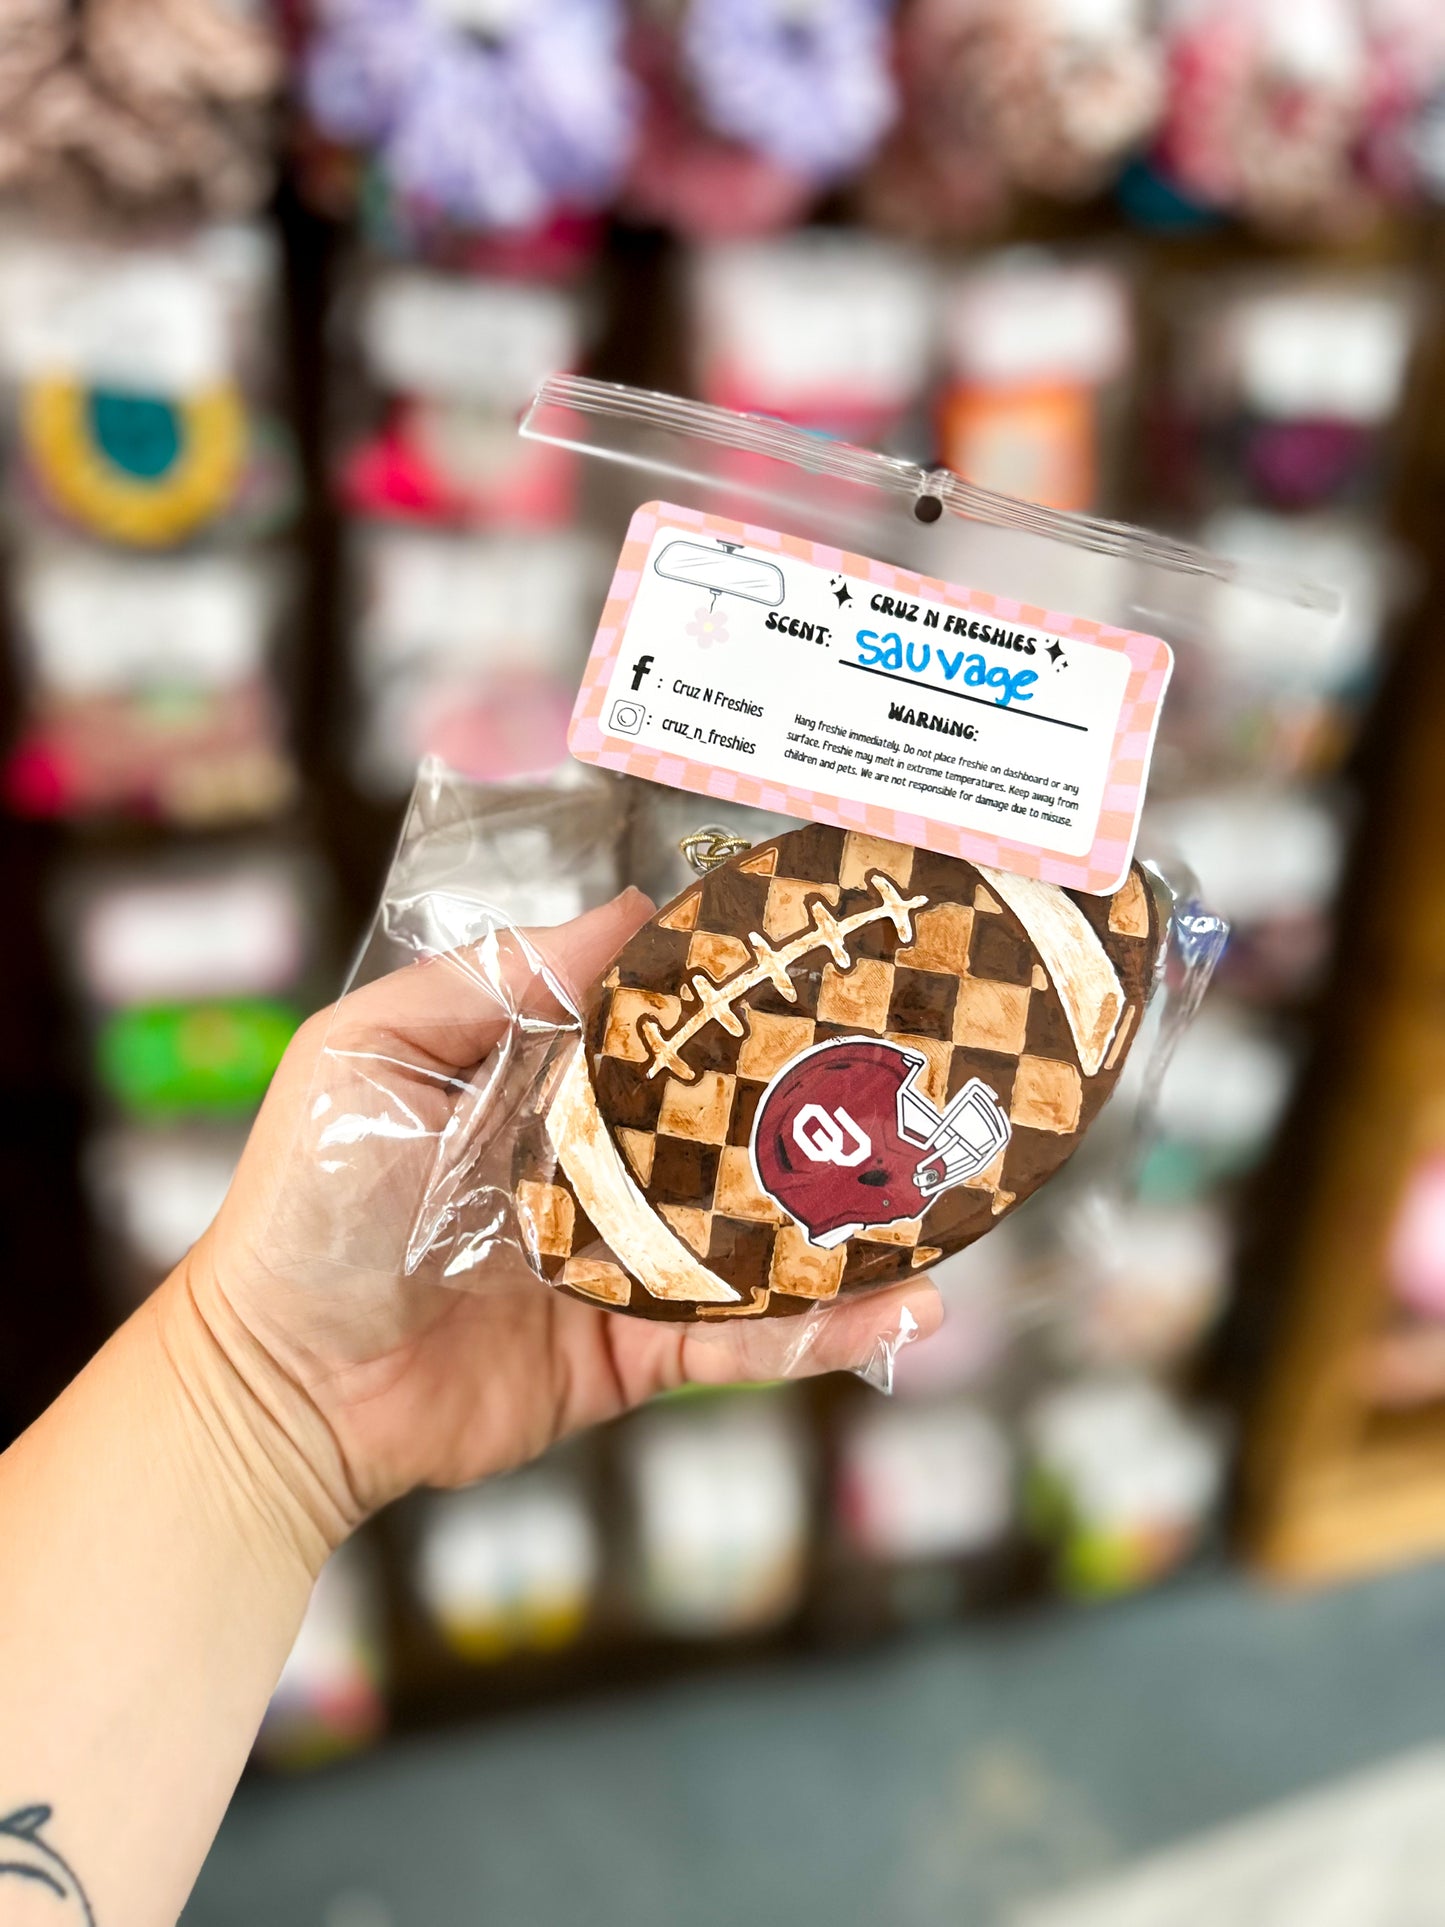 CRUZ N FRESHIES
SCENT: sauvage
f : Cruz N Freshies
: cruz_n_freshies
WARNING:
Hang freshie immediately. Do not place freshie on dashboard or any
surface. Freshie may melt in extreme temperatures. Keep away from
children and pets. We are not responsible for damage due to misuse.
OU